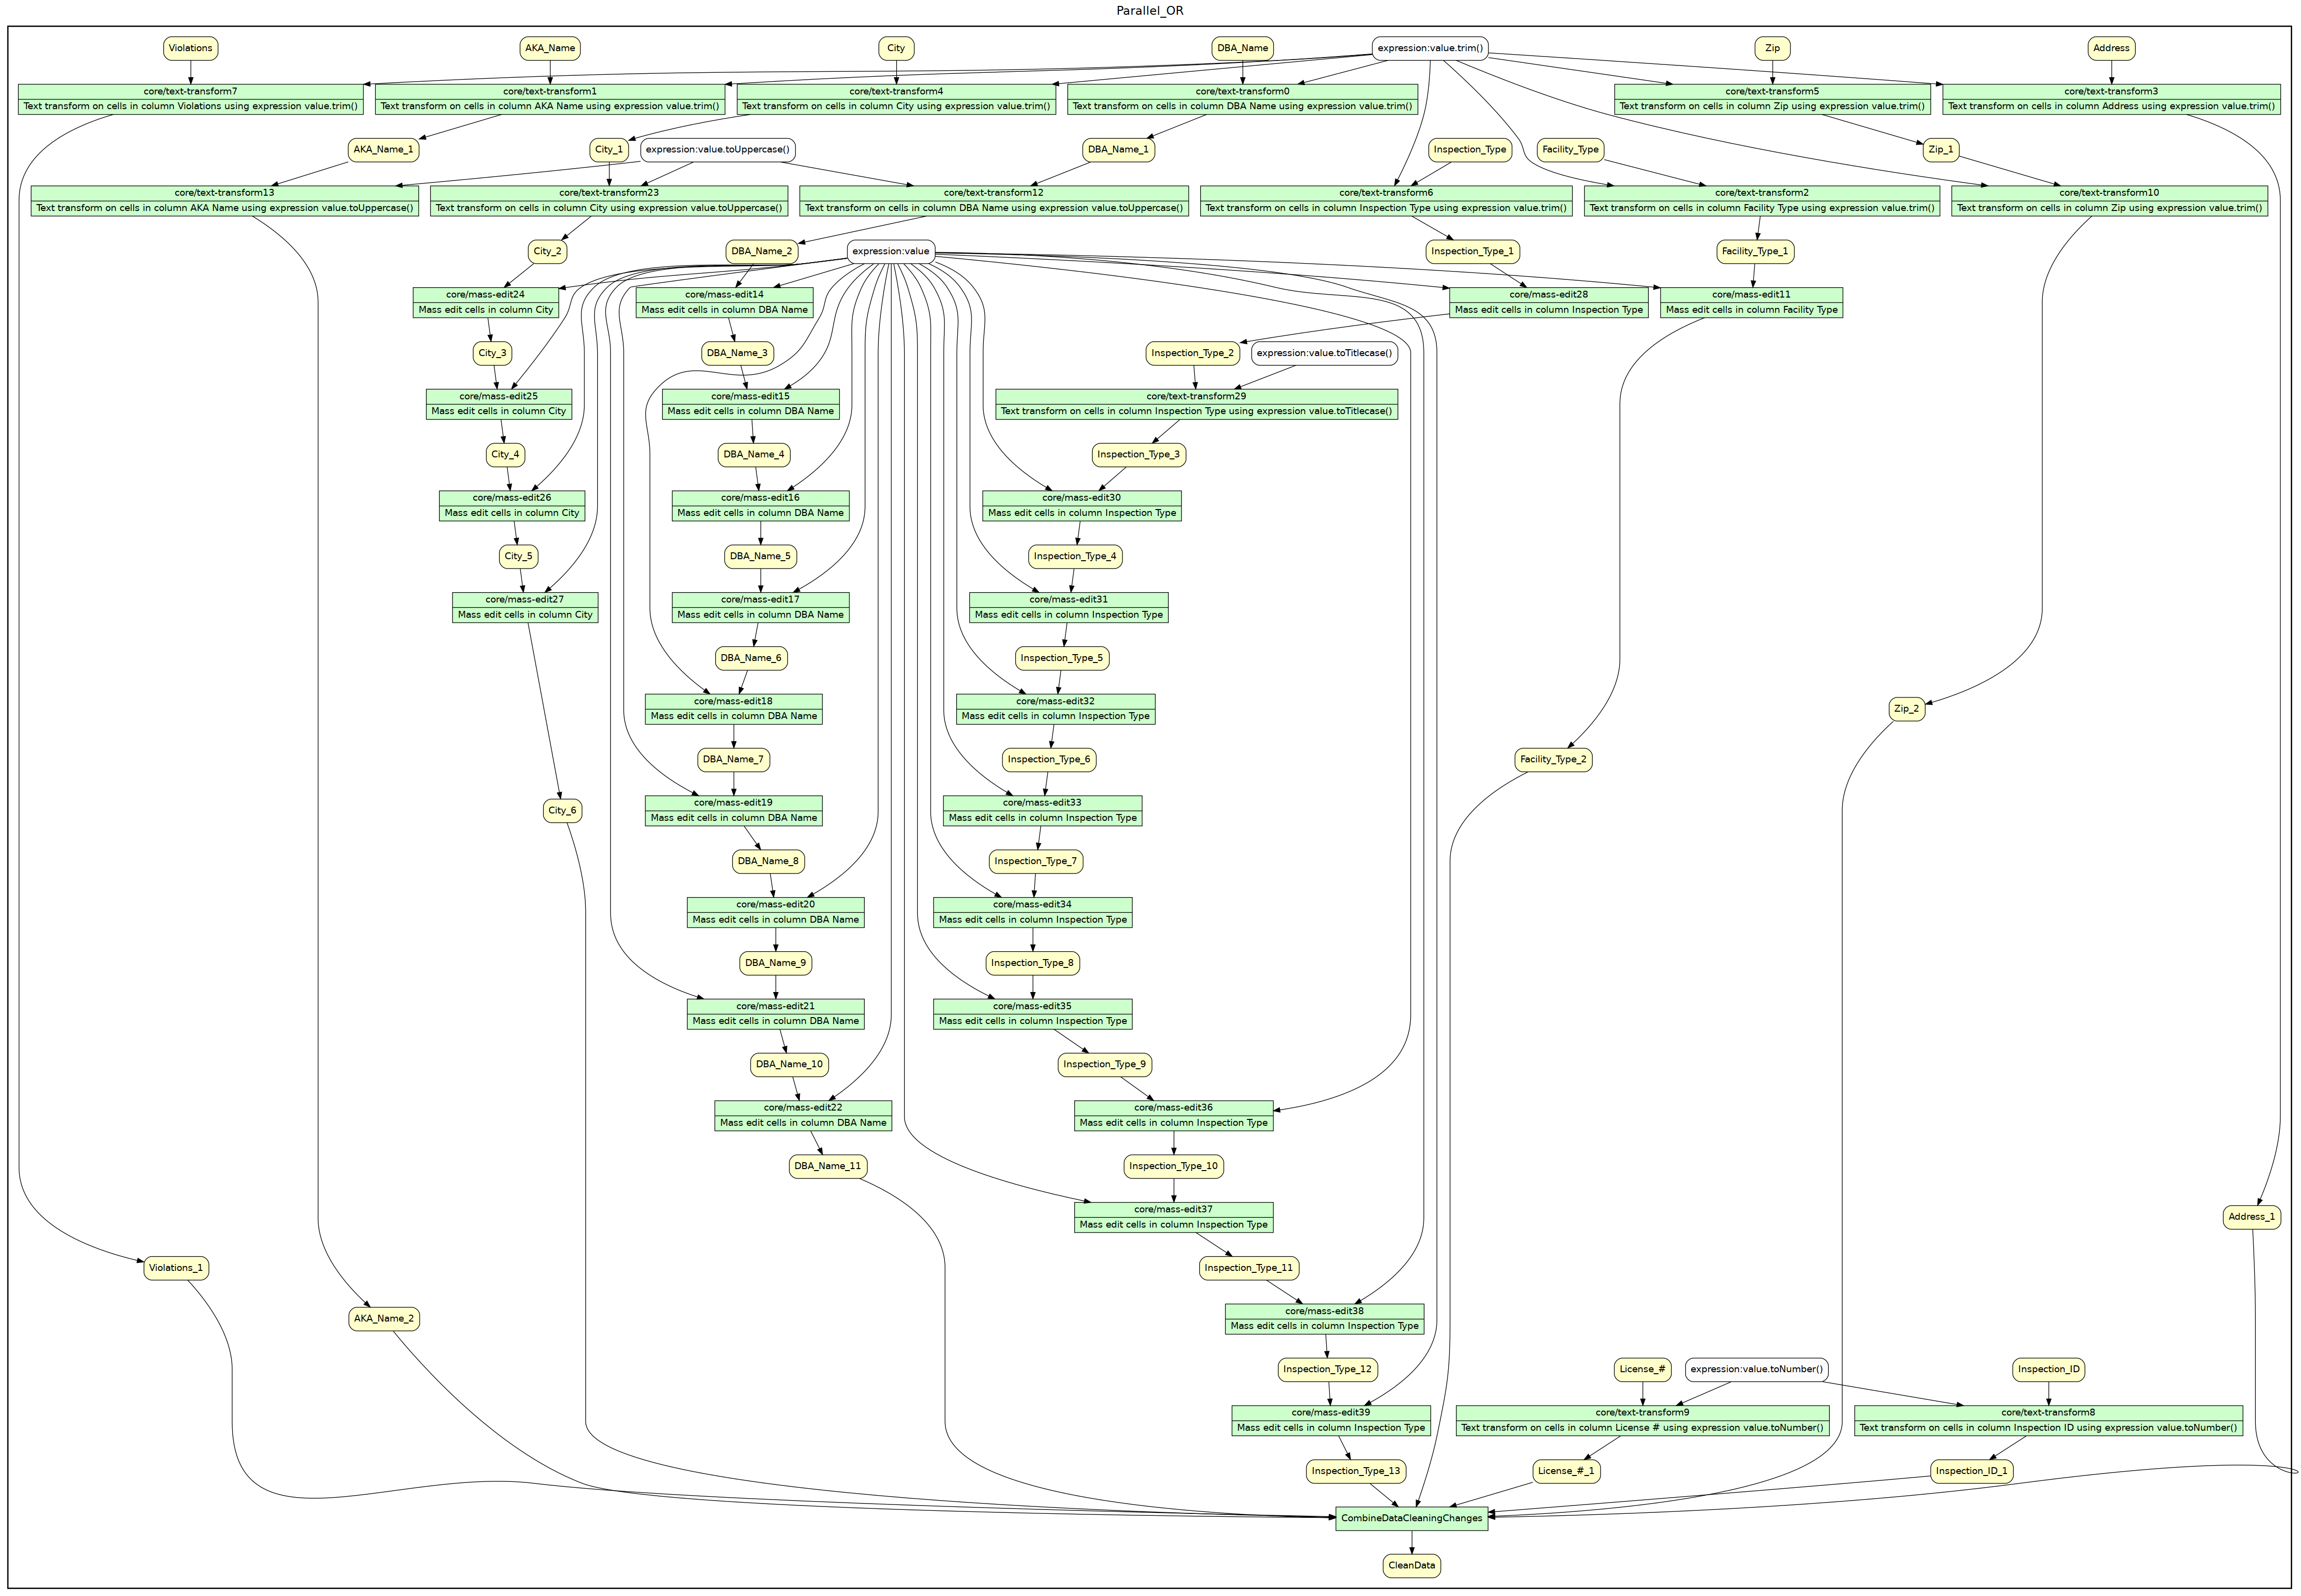 Parallel_OR
Violations
AKA_Name
City
DBA_Name
expression:value.trim()
Zip
Address
core/text-transform7
Text transform on cells in column Violations using expression value.trim()
core/text-transform1
Text transform on cells in column AKA Name using expression value.trim()
core/text-transform4
Text transform on cells in column City using expression value.trim()
core/text-transform0
Text transform on cells in column DBA Name using expression value.trim()
core/text-transform5
Text transform on cells in column Zip using expression value.trim()
core/text-transform3
Text transform on cells in column Address using expression value.trim()
AKA_Name_1
City_1
expression:value.toUppercase()
DBA_Name_1
Inspection_Type
Facility_Type
Zip_1
core/text-transform13
Text transform on cells in column AKA Name using expression value.toUppercase()
core/text-transform23
Text transform on cells in column City using expression value.toUppercase()
core/text-transform12
Text transform on cells in column DBA Name using expression value.toUppercase()
core/text-transform6
Text transform on cells in column Inspection Type using expression value.trim()
core/text-transform2
Text transform on cells in column Facility Type using expression value.trim()
core/text-transform10
Text transform on cells in column Zip using expression value.trim()
City_2
DBA_Name_2
expression:value
Inspection_Type_1
Facility_Type_1
core/mass-edit24
Mass edit cells in column City
core/mass-edit14
Mass edit cells in column DBA Name
core/mass-edit28
Mass edit cells in column Inspection Type
core/mass-edit11
Mass edit cells in column Facility Type
City_3
DBA_Name_3
Inspection_Type_2
expression:value.toTitlecase()
core/mass-edit25
Mass edit cells in column City
core/mass-edit15
Mass edit cells in column DBA Name
core/text-transform29
Text transform on cells in column Inspection Type using expression value.toTitlecase()
City_4
DBA_Name_4
Inspection_Type_3
core/mass-edit26
Mass edit cells in column City
core/mass-edit16
Mass edit cells in column DBA Name
core/mass-edit30
Mass edit cells in column Inspection Type
City_5
DBA_Name_5
Inspection_Type_4
core/mass-edit27
Mass edit cells in column City
core/mass-edit17
Mass edit cells in column DBA Name
core/mass-edit31
Mass edit cells in column Inspection Type
DBA_Name_6
Inspection_Type_5
core/mass-edit18
Mass edit cells in column DBA Name
core/mass-edit32
Mass edit cells in column Inspection Type
Zip_2
DBA_Name_7
Inspection_Type_6
Facility_Type_2
core/mass-edit19
Mass edit cells in column DBA Name
core/mass-edit33
Mass edit cells in column Inspection Type
City_6
DBA_Name_8
Inspection_Type_7
core/mass-edit20
Mass edit cells in column DBA Name
core/mass-edit34
Mass edit cells in column Inspection Type
DBA_Name_9
Inspection_Type_8
core/mass-edit21
Mass edit cells in column DBA Name
core/mass-edit35
Mass edit cells in column Inspection Type
DBA_Name_10
Inspection_Type_9
core/mass-edit22
Mass edit cells in column DBA Name
core/mass-edit36
Mass edit cells in column Inspection Type
DBA_Name_11
Inspection_Type_10
core/mass-edit37
Mass edit cells in column Inspection Type
Address_1
Violations_1
Inspection_Type_11
AKA_Name_2
core/mass-edit38
Mass edit cells in column Inspection Type
Inspection_Type_12
License_#
expression:value.toNumber()
Inspection_ID
core/mass-edit39
Mass edit cells in column Inspection Type
core/text-transform9
Text transform on cells in column License # using expression value.toNumber()
core/text-transform8
Text transform on cells in column Inspection ID using expression value.toNumber()
Inspection_Type_13
License_#_1
Inspection_ID_1
CombineDataCleaningChanges
CleanData